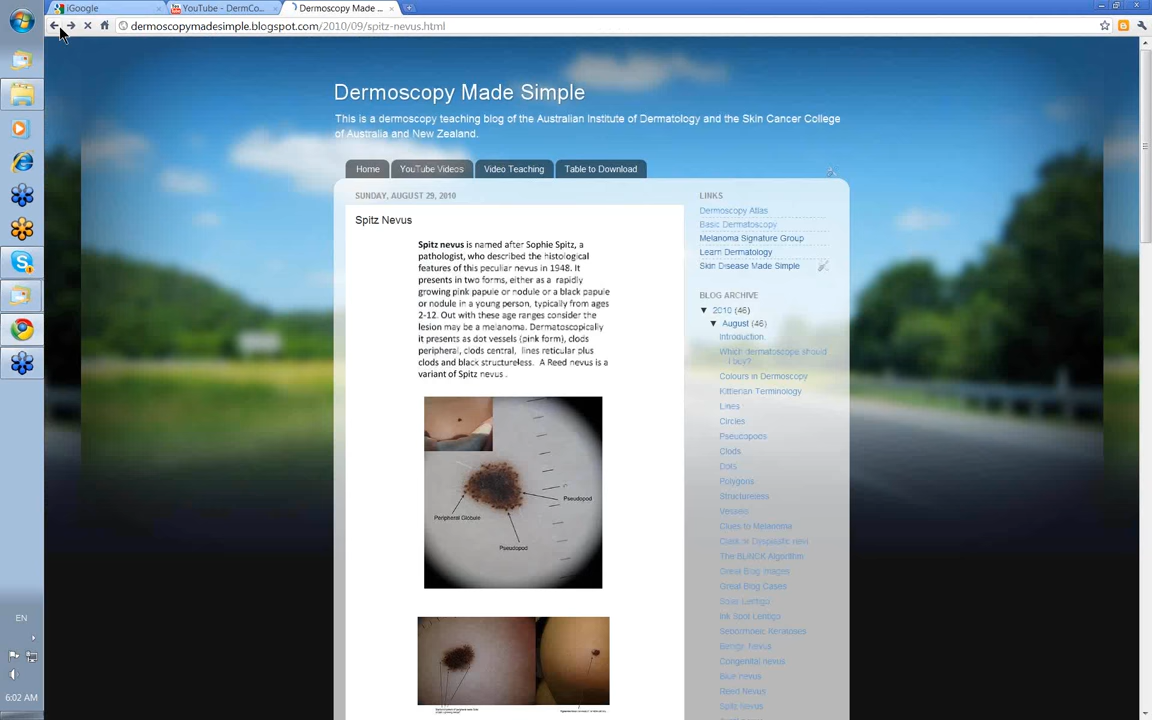 iGoogle
YouTube - DermCo...
Dermoscopy Made ...
dermoscopymadesimple.blogspot.com/2010/09/spitz-nevus.html
Dermoscopy Made Simple
This is a dermoscopy teaching blog of the Australian Institute of Dermatology and the Skin Cancer College
of Australia and New Zealand.
Home
YouTube Videos
Video Teaching
Table to Download
SUNDAY, AUGUST 29, 2010
Spitz Nevus
Spitz nevus is named after Sophie Spitz, a
pathologist, who described the histological
features of this peculiar nevus in 1948. It
presents in two forms, either as a rapidly
growing pink papule or nodule or a black papule
or nodule in a young person, typically from ages
2-12. Out with these age ranges consider the
lesion may be a melanoma. Dermatoscopically
it presents as dot vessels (pink form), clods
peripheral, clods central, lines reticular plus
clods and black structureless. A Reed nevus is a
variant of Spitz nevus .
Peripheral Globule
Pseudopod
Pseudopod
LINKS
Dermoscopy Atlas
Basic Dermatoscopy
Melanoma Signature Group
Learn Dermatology
Skin Disease Made Simple
BLOG ARCHIVE
▼ 2010 (46)
▼ August (46)
Introduction.
Which dermatoscope should
I buy?
Colours in Dermoscopy
Kittlerian Terminology
Lines
Circles
Pseudopods
Clods
Dots
Polygons
Structureless
Vessels
Clues to Melanoma
The BLINCK Algorithm
Great Blog Images
Great Blog Cases
Solar Lentigo
Ink Spot Lentigo
Seborrhoeic Keratoses
Benign Nevus
Congenital nevus
Blue nevus
Reed Nevus
Spitz nevus
EN
6:02 AM